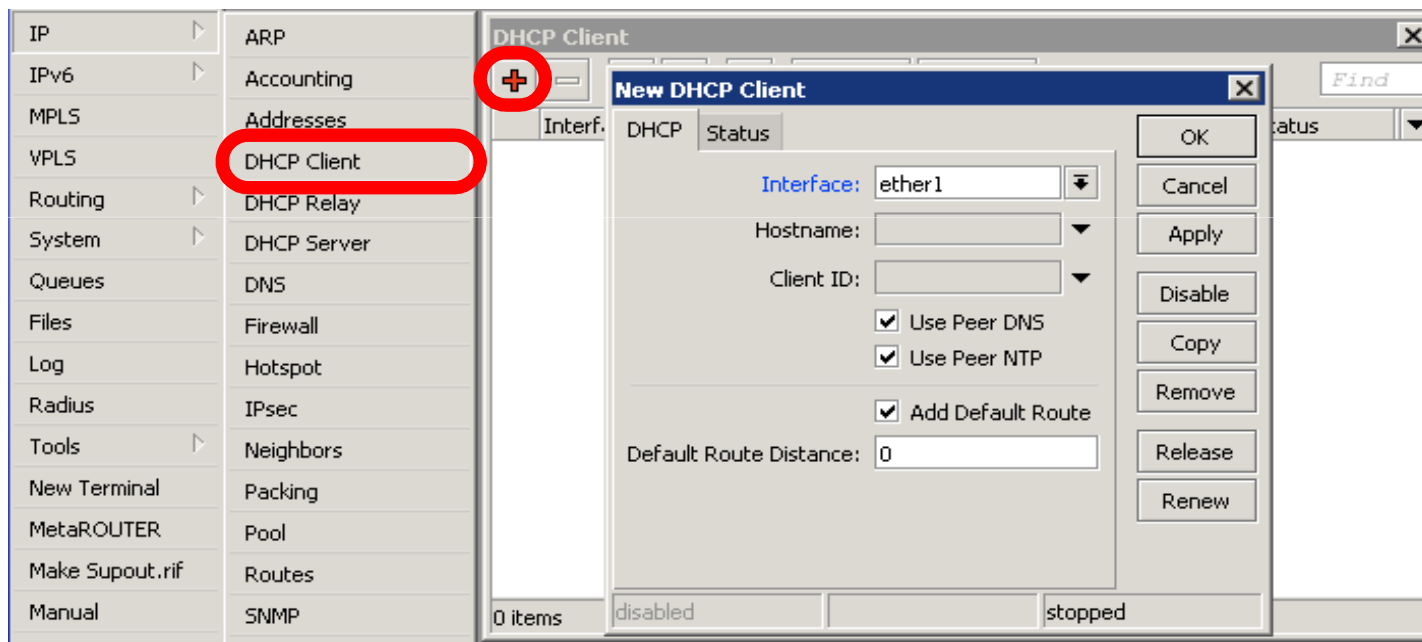 IP
IPv6
MPLS
VPLS
Routing
System
Queues
Files
Log
Radius
Tools
New Terminal
MetaROUTER
Make Supout.rif
Manual
ARP
Accounting
Addresses
DHCP Client
DHCP Relay
DHCP Server
DNS
Firewall
Hotspot
IPsec
Neighbors
Packing
Pool
Routes
SNMP
DHCP Client
Find
Interf
tatus
0 items
New DHCP Client
DHCP Status
Interface: ether1
Hostname:
Client ID:
Use Peer DNS
Use Peer NTP
Add Default Route
Default Route Distance: 0
OK
Cancel
Apply
Disable
Copy
Remove
Release
Renew
disabled
stopped